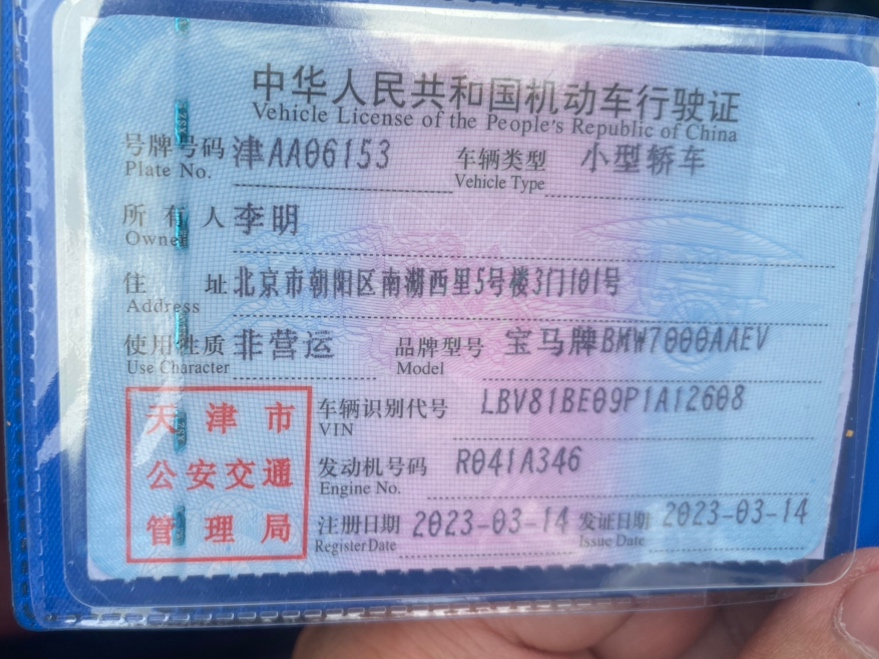 中华人民共和国机动车行驶证
Vehicle License of the People's Republic of China
号牌号码 津AA06153 车辆类型 小型轿车
Plate No. Vehicle Type
所有人 李明
Owner
住址 北京市朝阳区南湖西里5号楼3门101号
Address
使用性质 非营运 品牌型号 宝马牌BMW7000AAEV
Use Character Model
天津市
公安交通
管理局
车辆识别代号 LBV81BE09P1A12608
VIN
发动机号码 R041A346
Engine No.
注册日期 2023-03-14 发证日期 2023-03-14
Register Date Issue Date